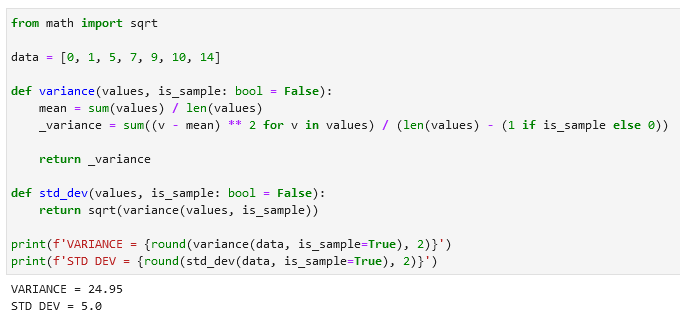 from math import sqrt
data = [0, 1, 5, 7, 9, 10, 14]
def variance(values, is_sample: bool = False):
    mean = sum(values) / len(values)
    _variance = sum((v - mean) ** 2 for v in values) / (len(values) - (1 if is_sample else 0))
    return _variance
def std_dev(values, is_sample: bool = False):
    return sqrt(variance(values, is_sample))
print(f'VARIANCE = {round(variance(data, is_sample=True), 2)}')
print(f'STD DEV = {round(std_dev(data, is_sample=True), 2)}')
VARIANCE = 24.95
STD DEV = 5.0